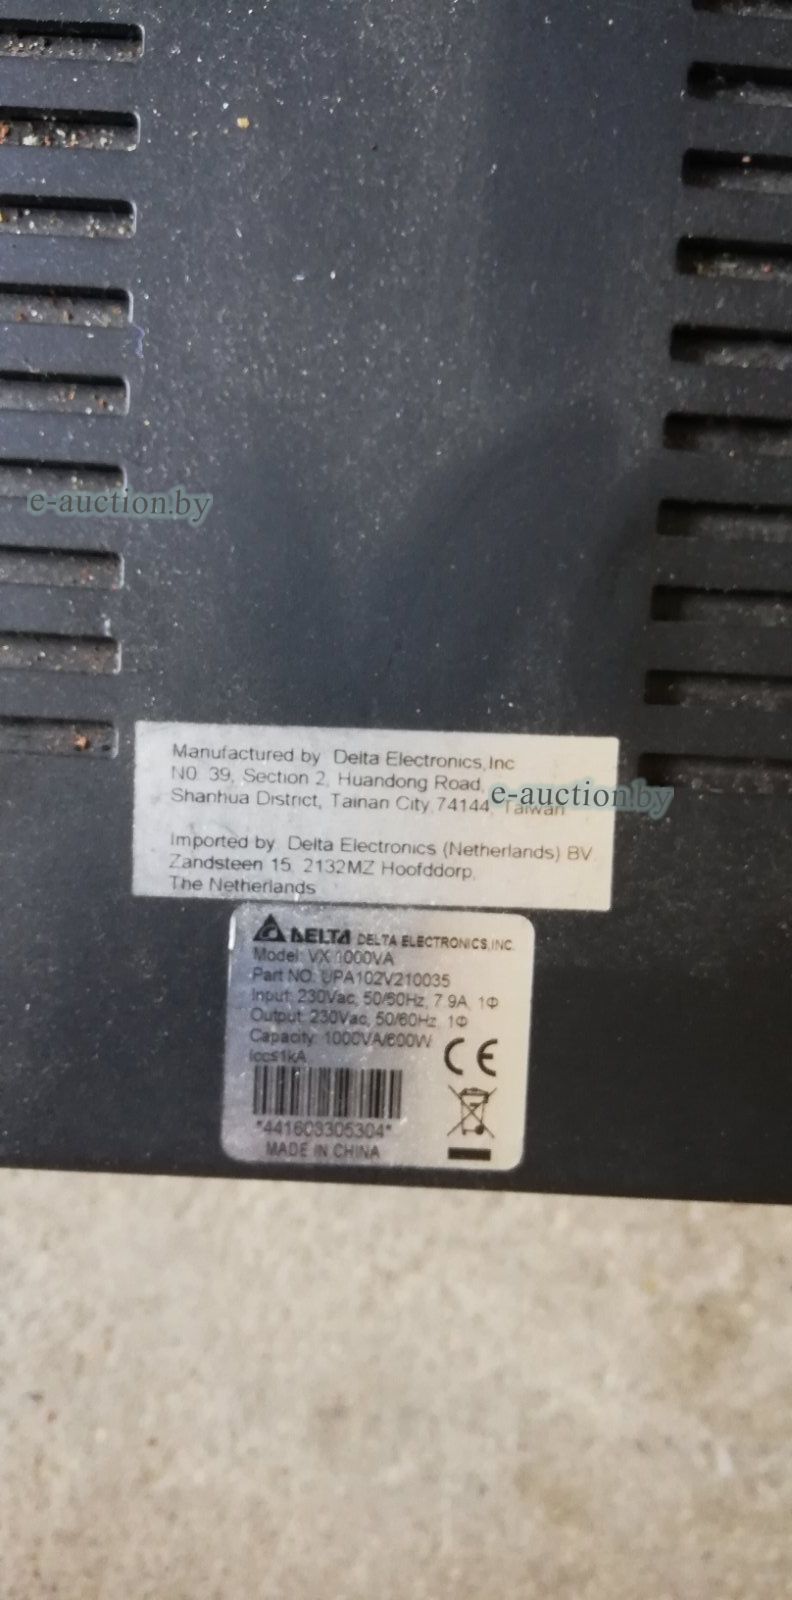 e-auction.by
Manufactured by Delta Electronics,Inc
NO. 39, Section 2, Huandong Road,
Shanhua District, Tainan City 74144, Taiwan
e-auction.by
Imported by Delta Electronics (Netherlands) BV
Zandsteen 15, 2132MZ Hoofddorp,
The Netherlands
DELTA DELTA ELECTRONICS,INC.
Model: VX 1000VA
Part NO: UPA102V210035
Input: 230Vac, 50/60Hz, 7.9A, 1Φ
Output: 230Vac, 50/60Hz, 1Φ
Capacity: 1000VA/600W
Iccs1kA
CE
*441603305304*
MADE IN CHINA